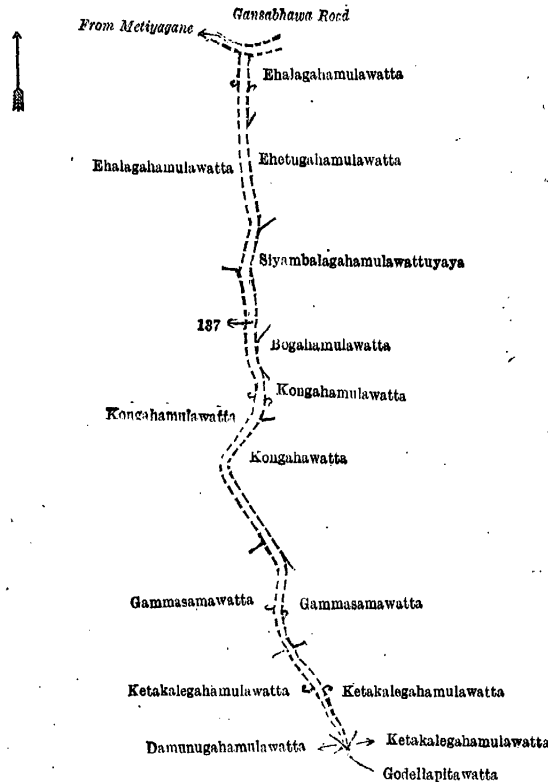 Gansabhawa Road
From Metiyagane
Ehalagahamulawatta
Ehalagahamulawatta Ehetugahamulawatta
Siyambalagahamulawattuyaya
187
Bogahamulawatta
Kongahamulawatta
Kongahamulawatta
Kongahawatta
Gammasamawatta Gammasamawatta
Ketakalegahamulawatta Ketakalegahamulawatta
Damunugahamulawatta Ketakalegahamulawatta
Godellapitawatta